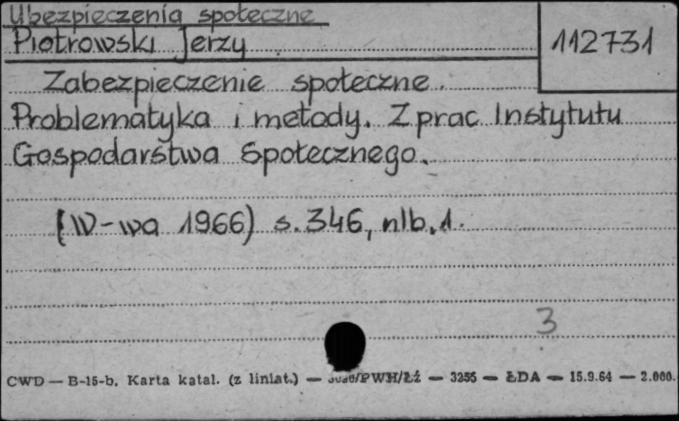 Ubezpieczenia społeczne
Piotrowski Jerzy
112731
Zabezpieczenie społeczne.
Problematyka i metody. Z prac Instytutu
Gospodarstwa Społecznego.
(W-wa 1966) s. 346, nlb. 1.
3
CWD — B-15-b. Karta katal. (z liniat.) — /PWH/Łź — 3255 — ŁDA — 15.9.64 — 2.000.